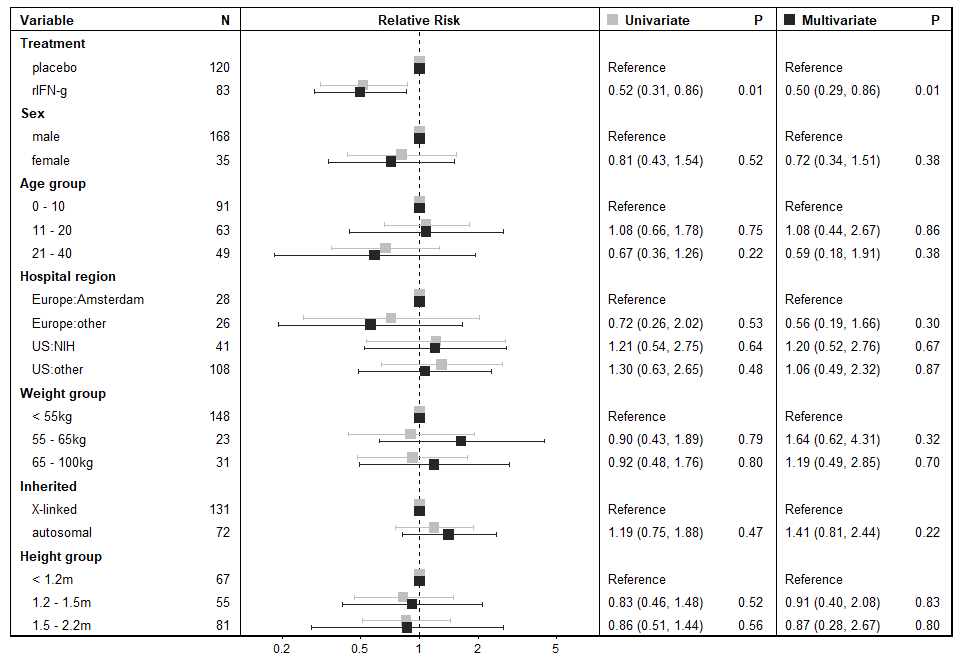 Variable N Relative Risk Univariate P Multivariate P
Treatment
placebo 120 Reference Reference
rIFN-g 83 0.52 (0.31, 0.86) 0.01 0.50 (0.29, 0.86) 0.01
Sex
male 168 Reference Reference
female 35 0.81 (0.43, 1.54) 0.52 0.72 (0.34, 1.51) 0.38
Age group
0 - 10 91 Reference Reference
11 - 20 63 1.08 (0.66, 1.78) 0.75 1.08 (0.44, 2.67) 0.86
21 - 40 49 0.67 (0.36, 1.26) 0.22 0.59 (0.18, 1.91) 0.38
Hospital region
Europe:Amsterdam 28 Reference Reference
Europe:other 26 0.72 (0.26, 2.02) 0.53 0.56 (0.19, 1.66) 0.30
US:NIH 41 1.21 (0.54, 2.75) 0.64 1.20 (0.52, 2.76) 0.67
US:other 108 1.30 (0.63, 2.65) 0.48 1.06 (0.49, 2.32) 0.87
Weight group
< 55kg 148 Reference Reference
55 - 65kg 23 0.90 (0.43, 1.89) 0.79 1.64 (0.62, 4.31) 0.32
65 - 100kg 31 0.92 (0.48, 1.76) 0.80 1.19 (0.49, 2.85) 0.70
Inherited
X-linked 131 Reference Reference
autosomal 72 1.19 (0.75, 1.88) 0.47 1.41 (0.81, 2.44) 0.22
Height group
< 1.2m 67 Reference Reference
1.2 - 1.5m 55 0.83 (0.46, 1.48) 0.52 0.91 (0.40, 2.08) 0.83
1.5 - 2.2m 81 0.86 (0.51, 1.44) 0.56 0.87 (0.28, 2.67) 0.80
0.2 0.5 1 2 5